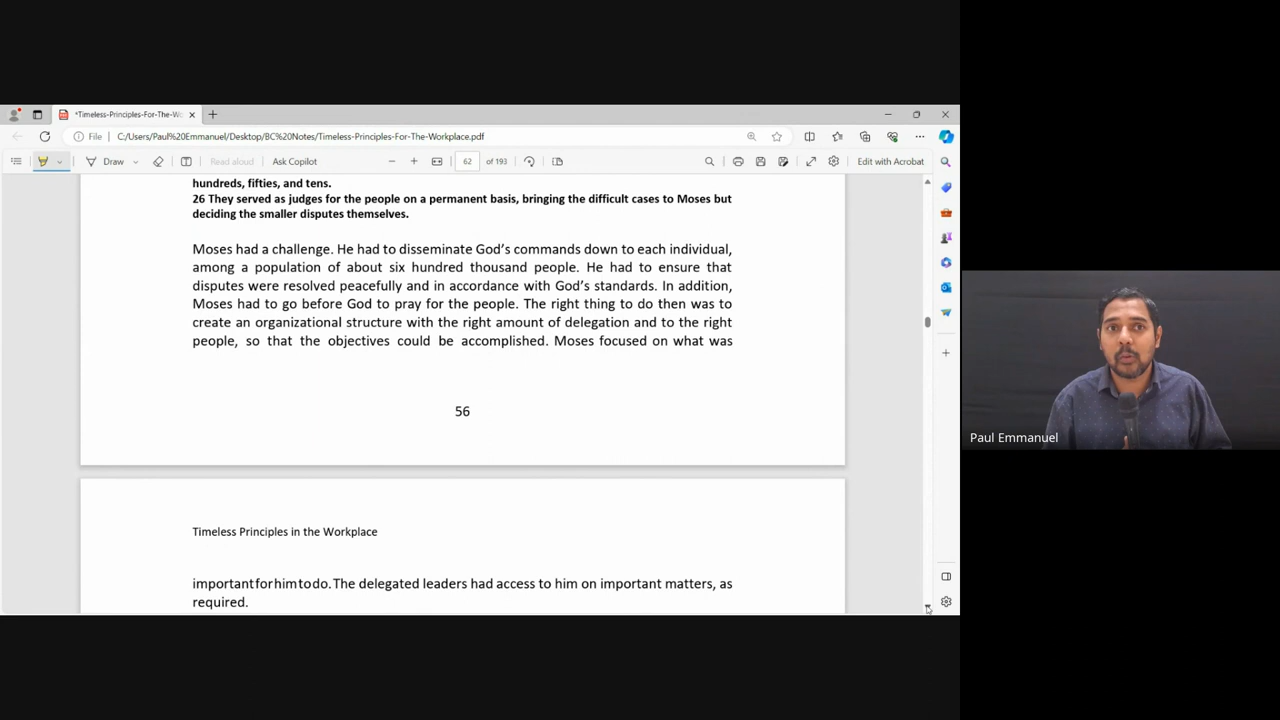 *Timeless-Principles-For-The-Wo
File
C:/Users/Paul%20Emmanuel/Desktop/BC%20Notes/Timeless-Principles-For-The-Workplace.pdf
Draw
Read aloud
Ask Copilot
62
of 193
Edit with Acrobat
hundreds, fifties, and tens.
26 They served as judges for the people on a permanent basis, bringing the difficult cases to Moses but
deciding the smaller disputes themselves.
Moses had a challenge. He had to disseminate God’s commands down to each individual,
among a population of about six hundred thousand people. He had to ensure that
disputes were resolved peacefully and in accordance with God’s standards. In addition,
Moses had to go before God to pray for the people. The right thing to do then was to
create an organizational structure with the right amount of delegation and to the right
people, so that the objectives could be accomplished. Moses focused on what was
56
Timeless Principles in the Workplace
important for him to do. The delegated leaders had access to him on important matters, as
required.
Paul Emmanuel